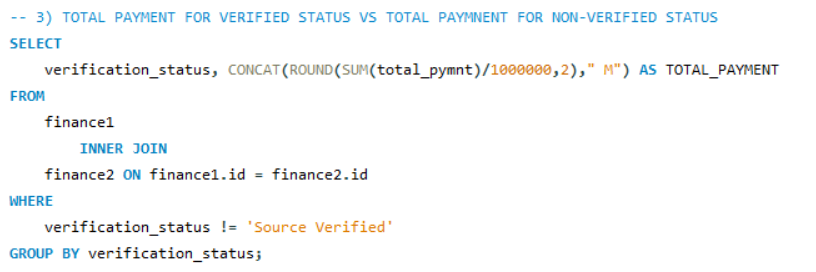 -- 3) TOTAL PAYMENT FOR VERIFIED STATUS VS TOTAL PAYMNENT FOR NON-VERIFIED STATUS
SELECT
    verification_status, CONCAT(ROUND(SUM(total_pymnt)/1000000,2)," M") AS TOTAL_PAYMENT
FROM
    finance1
        INNER JOIN
    finance2 ON finance1.id = finance2.id
WHERE
    verification_status != 'Source Verified'
GROUP BY verification_status;